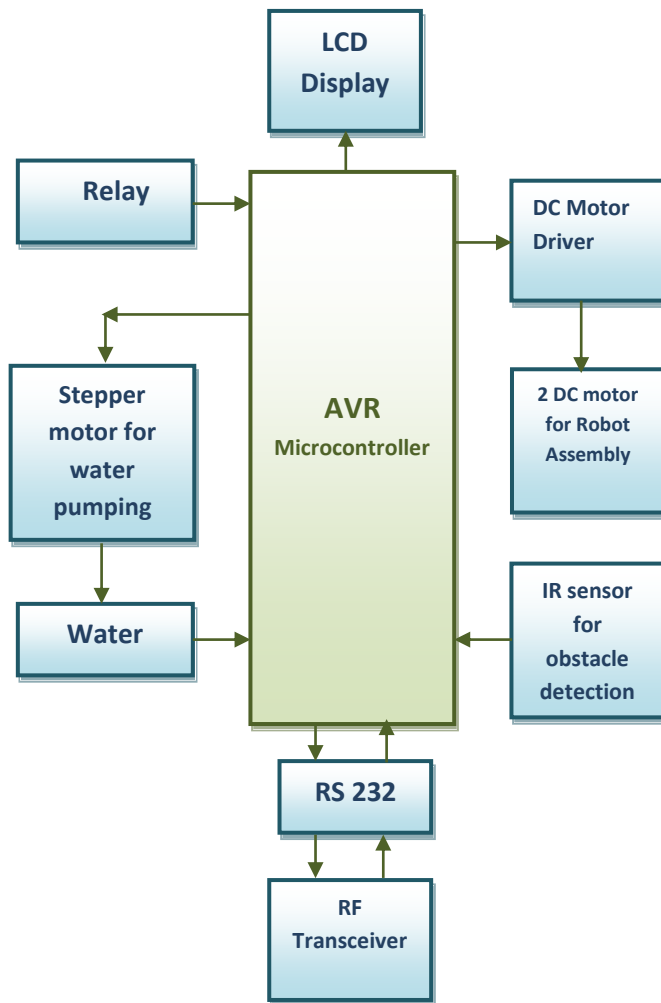 LCD
Display
Relay
DC Motor
Driver
Stepper
motor for
water
pumping
AVR
Microcontroller
2 DC motor
for Robot
Assembly
Water
IR sensor
for
obstacle
detection
RS 232
RF
Transceiver